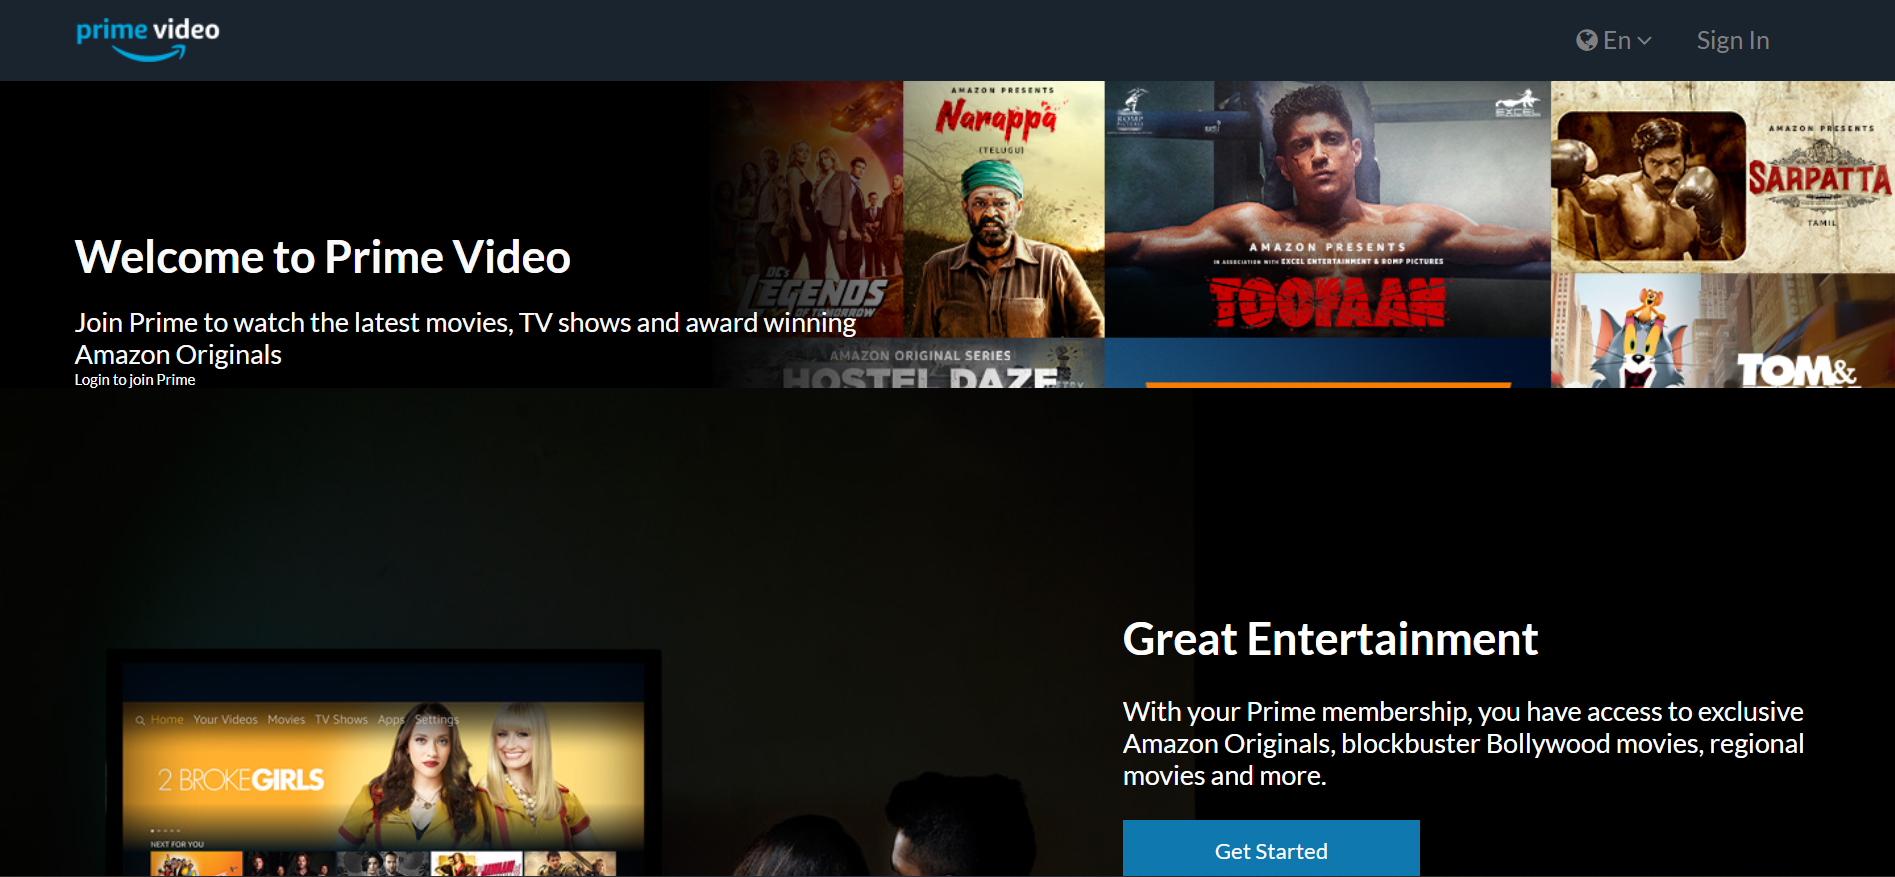 prime video
En
Sign In
AMAZON PRESENTS
Narappa
(TELUGU)
ROMP
PICTURES
EXCEL
ENTERTAINMENT
AMAZON PRESENTS
SARPATTA
TAMIL
Welcome to Prime Video
AMAZON PRESENTS
IN ASSOCIATION WITH EXCEL ENTERTAINMENT & ROMP PICTURES
TOOFAAN
DC's
LEGENDS
OF TOMORROW
Join Prime to watch the latest movies, TV shows and award winning
Amazon Originals
Login to join Prime
AMAZON ORIGINAL SERIES
HOSTEL DAZE
TOM&
Great Entertainment
With your Prime membership, you have access to exclusive
Amazon Originals, blockbuster Bollywood movies, regional
movies and more.
Get Started
Home Your Videos Movies TV Shows Apps Settings
2 BROKE GIRLS
NEXT FOR YOU